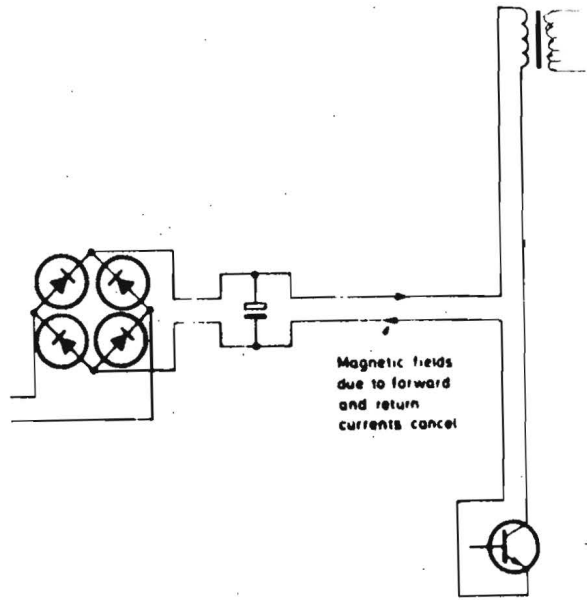 Magnetic fields
due to forward
and return
currents cancel